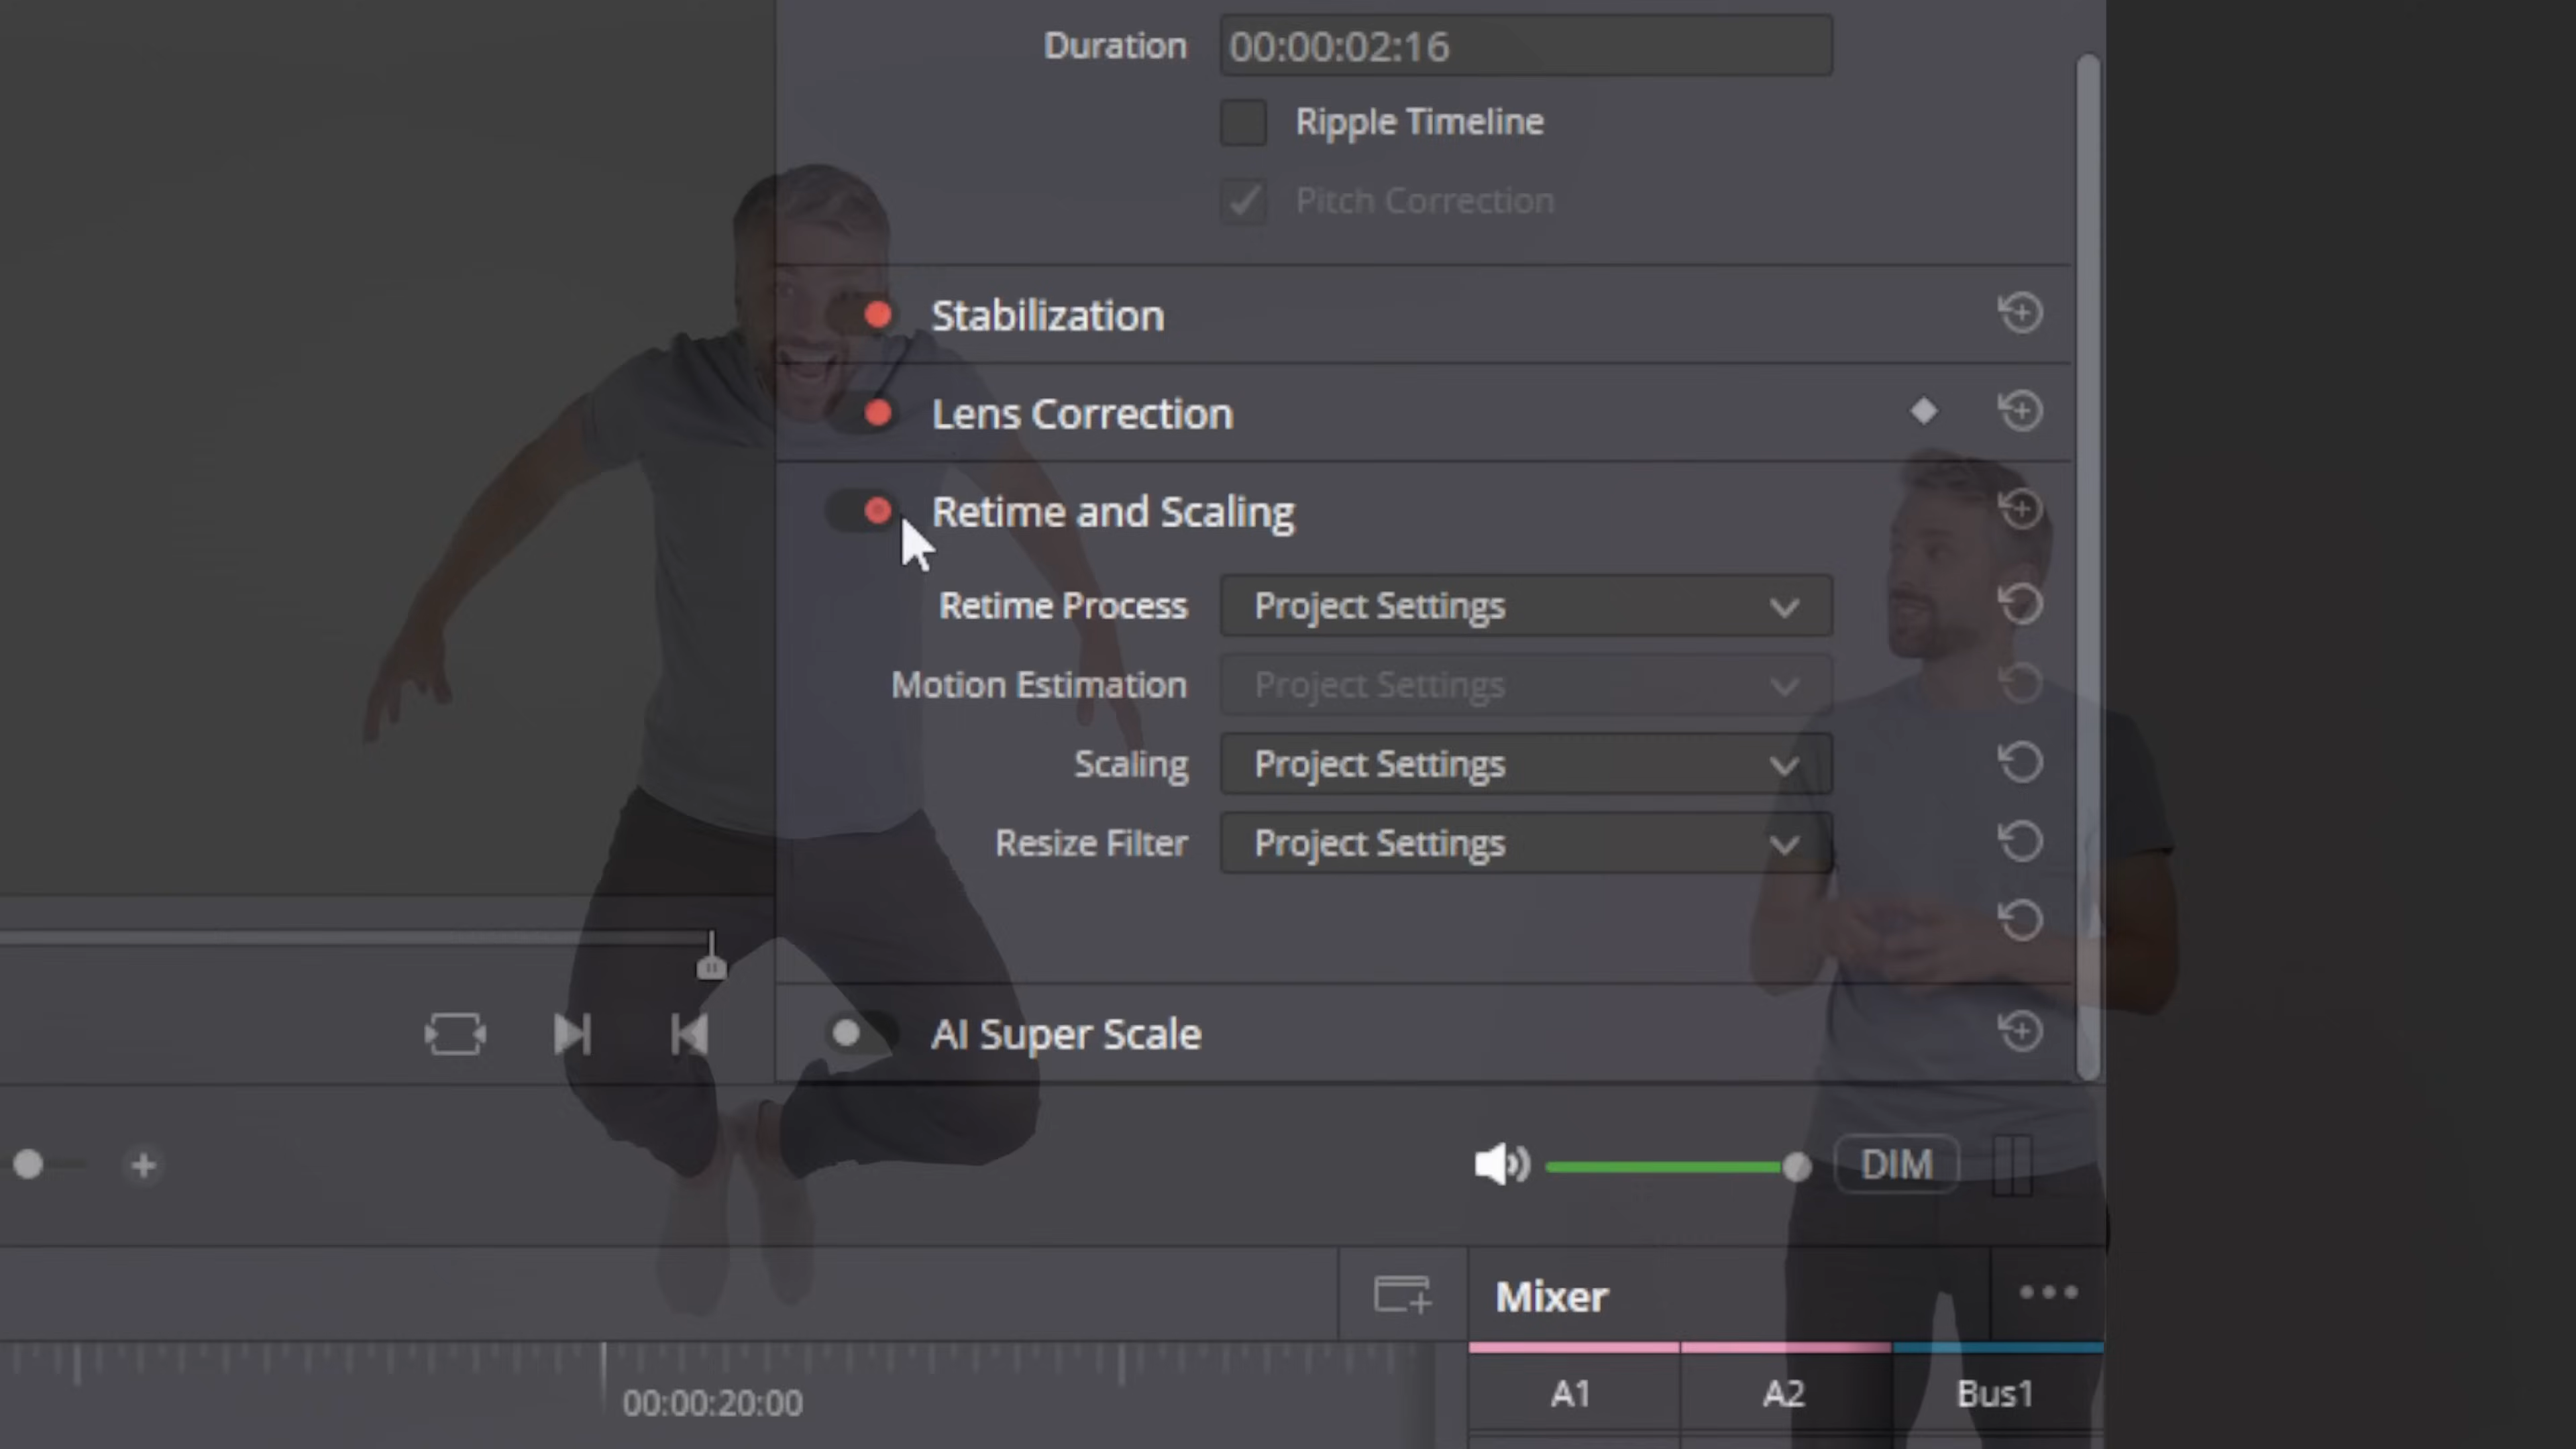 Duration 00:00:02:16
Ripple Timeline
Pitch Correction
Stabilization
Lens Correction
Retime and Scaling
Retime Process Project Settings
Motion Estimation Project Settings
Scaling Project Settings
Resize Filter Project Settings
AI Super Scale
DIM
Mixer
00:00:20:00
A1 A2 Bus1